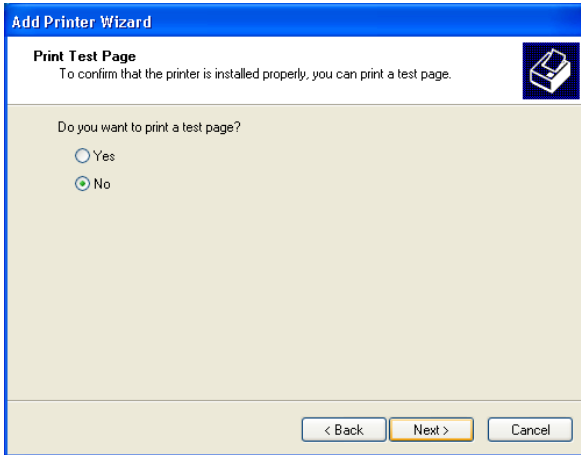 Add Printer Wizard
Print Test Page
To confirm that the printer is installed properly, you can print a test page.
Do you want to print a test page?
Yes
No
< Back Next > Cancel